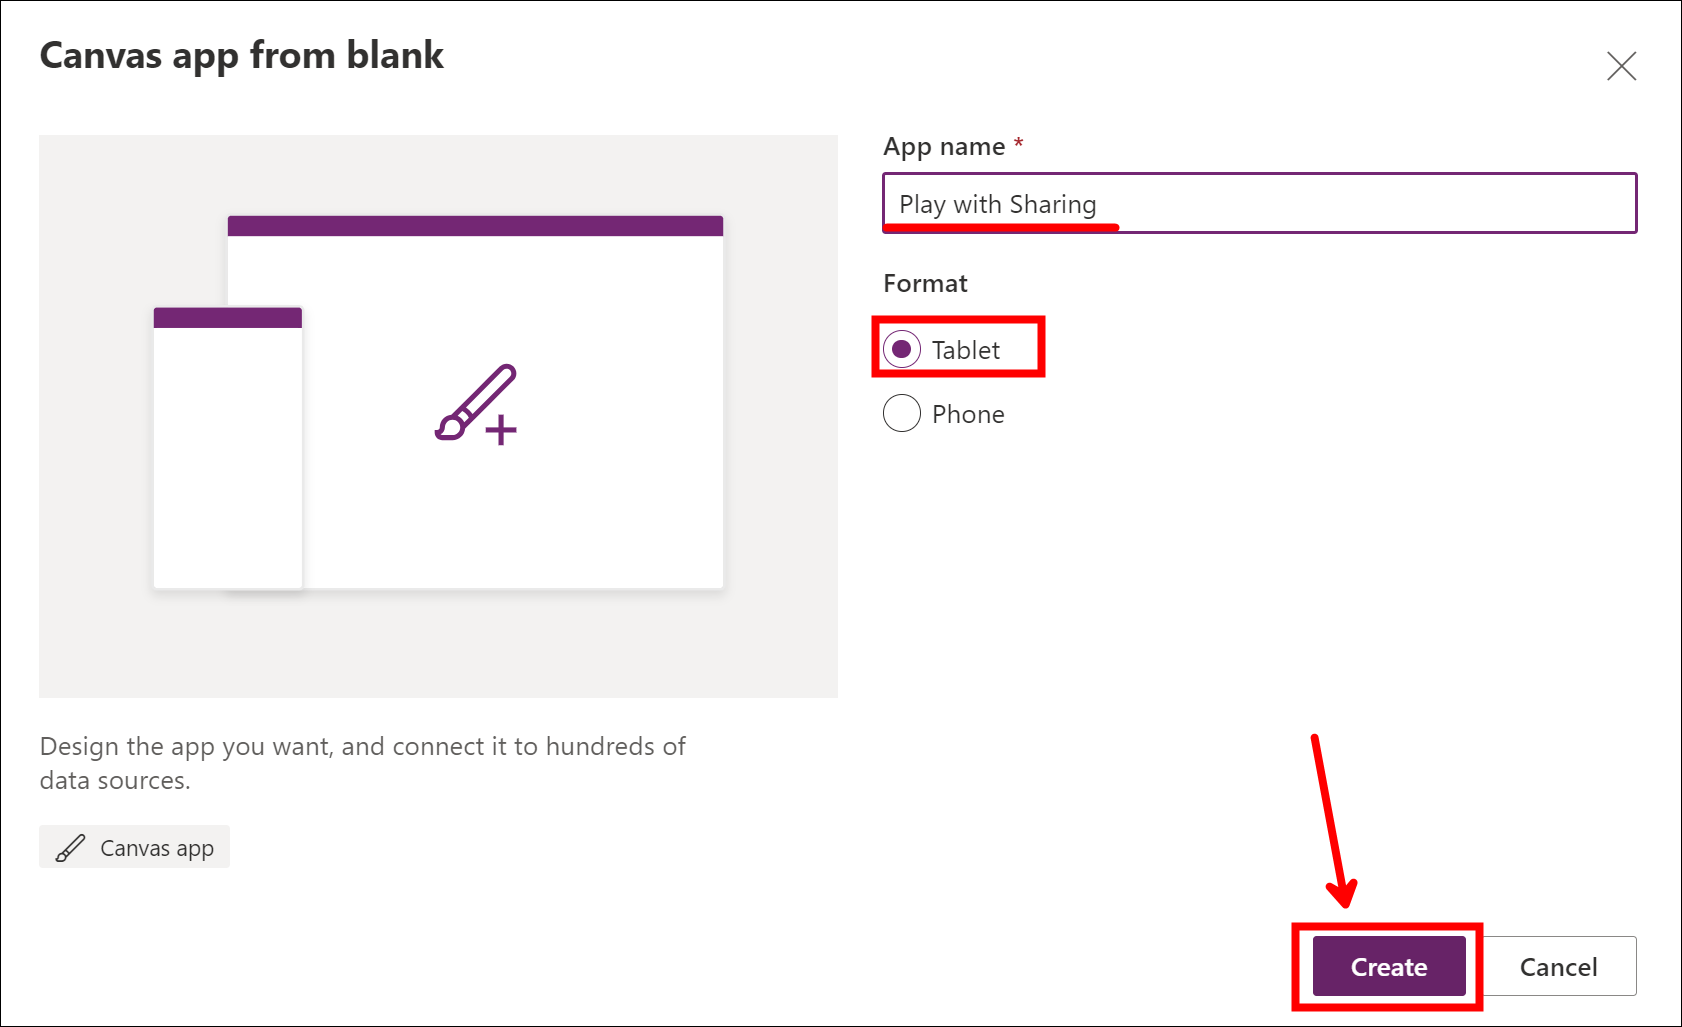 Canvas app from blank
App name *
Play with Sharing
Format
Tablet
Phone
Design the app you want, and connect it to hundreds of
data sources.
Canvas app
Create
Cancel